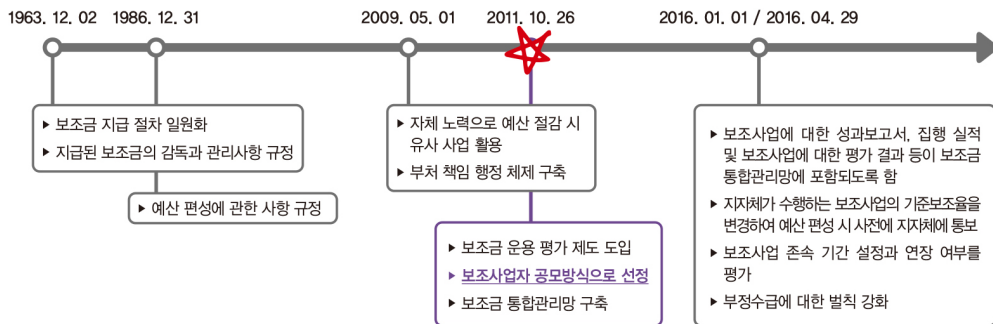 1963. 12. 02
1986. 12. 31
2009. 05. 01
2011. 10. 26
2016. 01. 01 / 2016. 04. 29
▶ 보조금 지급 절차 일원화
▶ 지급된 보조금의 감독과 관리사항 규정
▶ 예산 편성에 관한 사항 규정
▶ 자체 노력으로 예산 절감 시
유사 사업 활용
▶ 부처 책임 행정 체제 구축
▶ 보조금 운용 평가 제도 도입
▶ 보조사업자 공모방식으로 선정
▶ 보조금 통합관리망 구축
▶ 보조사업에 대한 성과보고서, 집행 실적
및 보조사업에 대한 평가 결과 등이 보조금
통합관리망에 포함되도록 함
▶ 지자체가 수행하는 보조사업의 기준보조율을
변경하여 예산 편성 시 사전에 지자체에 통보
▶ 보조사업 존속 기간 설정과 연장 여부를
평가
▶ 부정수급에 대한 벌칙 강화